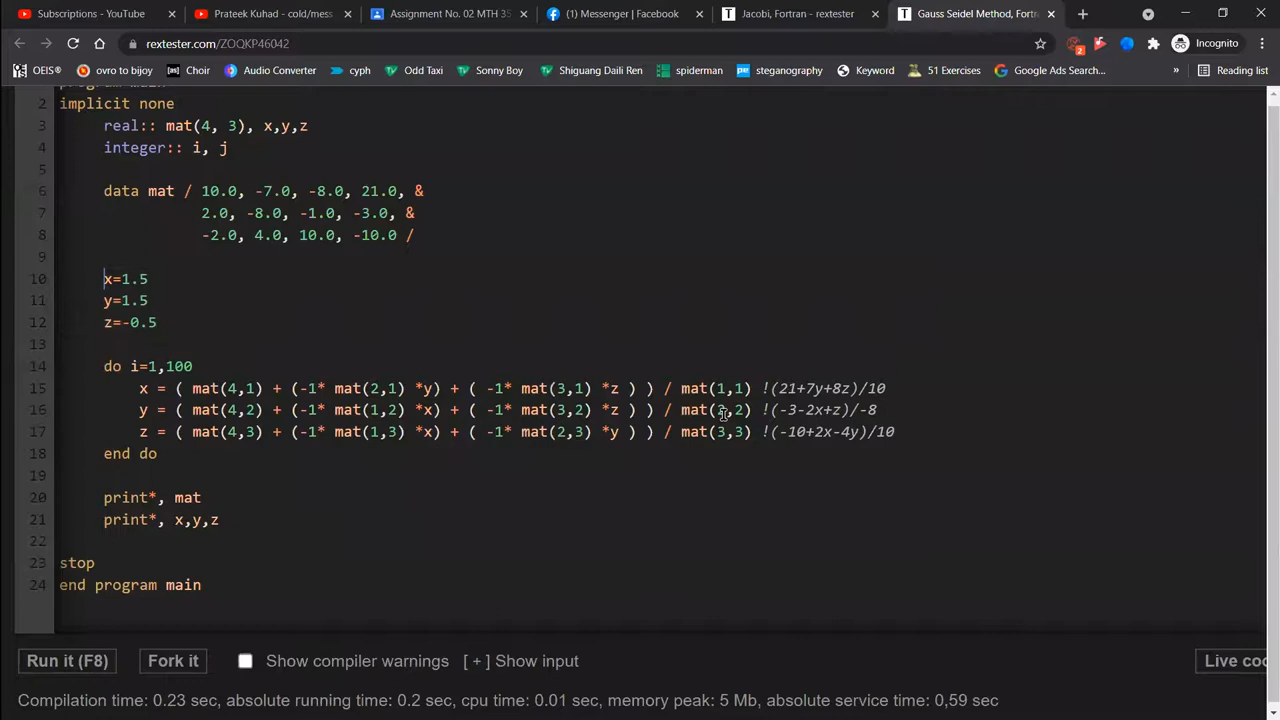 Subscriptions - YouTube
Prateek Kuhad - cold/mess
Assignment No. 02 MTH 35
(1) Messenger | Facebook
Jacobi, Fortran - rextester
Gauss Seidel Method, Fortr
rextester.com/ZOQKP46042
2
Incognito
OEIS®
ovro to bijoy
Choir
Audio Converter
cyph
Odd Taxi
Sonny Boy
Shiguang Daili Ren
spiderman
steganography
Keyword
51 Exercises
Google Ads Search...
»
Reading list
program main
2 implicit none
3 real:: mat(4, 3), x,y,z
4 integer:: i, j
5
6 data mat / 10.0, -7.0, -8.0, 21.0, &
7 2.0, -8.0, -1.0, -3.0, &
8 -2.0, 4.0, 10.0, -10.0 /
9
10 x=1.5
11 y=1.5
12 z=-0.5
13
14 do i=1,100
15 x = ( mat(4,1) + (-1* mat(2,1) *y) + ( -1* mat(3,1) *z ) ) / mat(1,1) !(21+7y+8z)/10
16 y = ( mat(4,2) + (-1* mat(1,2) *x) + ( -1* mat(3,2) *z ) ) / mat(2,2) !(-3-2x+z)/-8
17 z = ( mat(4,3) + (-1* mat(1,3) *x) + ( -1* mat(2,3) *y ) ) / mat(3,3) !(-10+2x-4y)/10
18 end do
19
20 print*, mat
21 print*, x,y,z
22
23 stop
24 end program main
Run it (F8)
Fork it
Show compiler warnings
[ + ] Show input
Live coo
Compilation time: 0.23 sec, absolute running time: 0.2 sec, cpu time: 0.01 sec, memory peak: 5 Mb, absolute service time: 0,59 sec